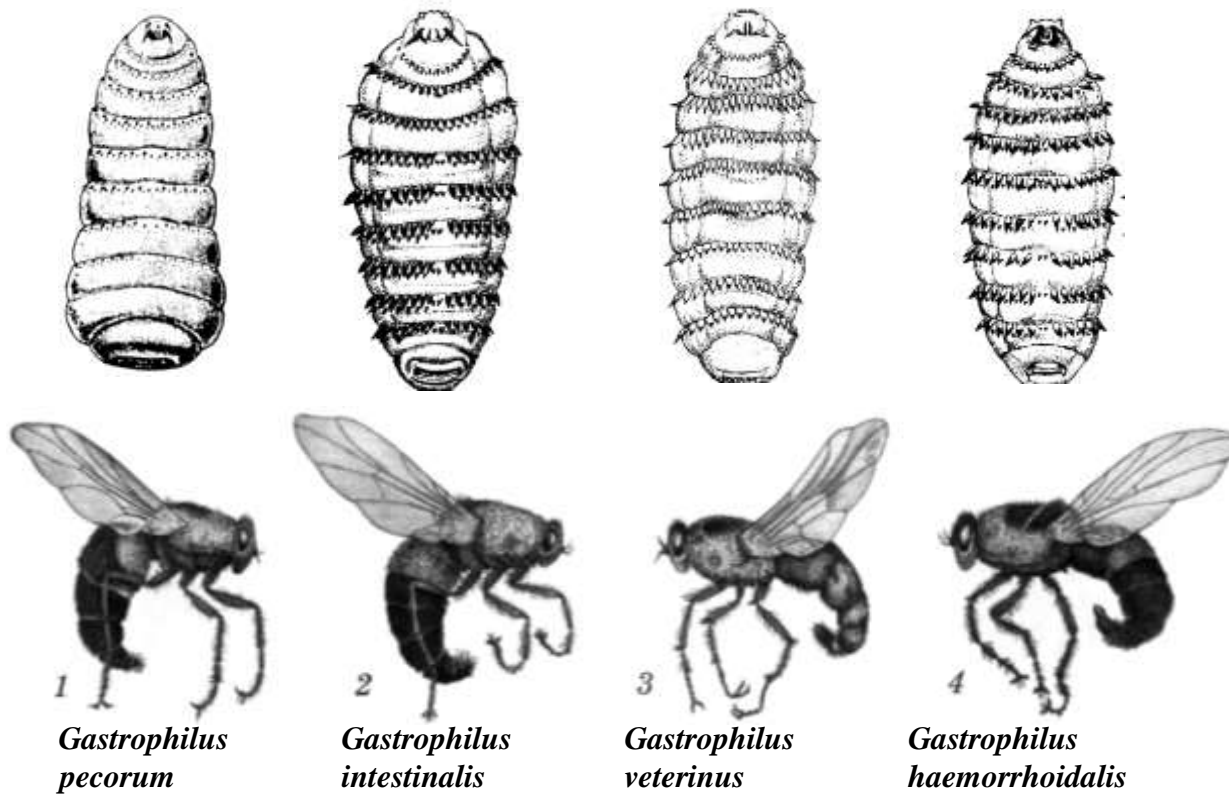 1
2
3
4
Gastrophilus pecorum
Gastrophilus intestinalis
Gastrophilus veterinus
Gastrophilus haemorrhoidalis